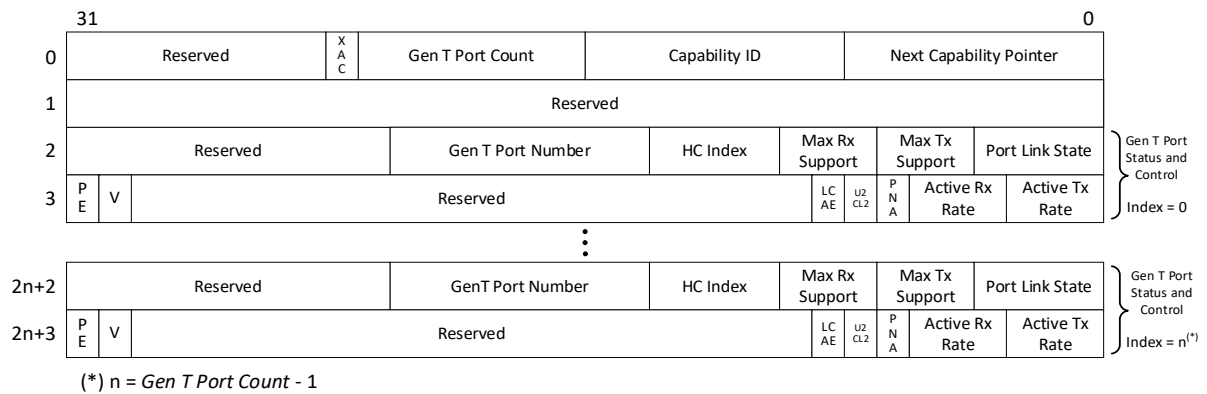 31 0
0 Reserved X A C Gen T Port Count Capability ID Next Capability Pointer
1 Reserved
2 Reserved Gen T Port Number HC Index Max Rx Support Max Tx Support Port Link State
3 P E V Reserved LC AE U2 CL2 P N A Active Rx Rate Active Tx Rate
Gen T Port
Status and
Control
Index = 0
2n+2 Reserved GenT Port Number HC Index Max Rx Support Max Tx Support Port Link State
2n+3 P E V Reserved LC AE U2 CL2 P N A Active Rx Rate Active Tx Rate
Gen T Port
Status and
Control
Index = n(*)
(*) n = Gen T Port Count - 1